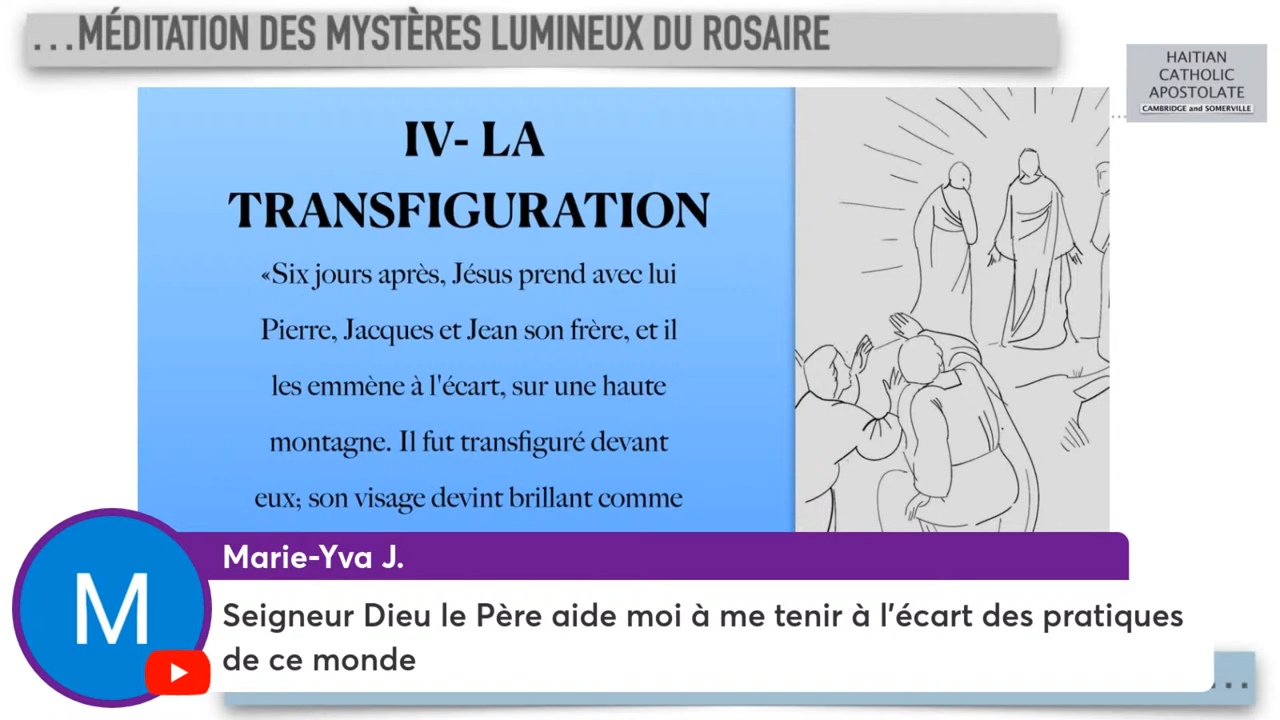 ...MÉDITATION DES MYSTÈRES LUMINEUX DU ROSAIRE
HAITIAN
CATHOLIC
APOSTOLATE
CAMBRIDGE and SOMERVILLE
IV- LA
TRANSFIGURATION
«Six jours après, Jésus prend avec lui
Pierre, Jacques et Jean son frère, et il
les emmène à l'écart, sur une haute
montagne. Il fut transfiguré devant
eux; son visage devint brillant comme
M
Marie-Yva J.
Seigneur Dieu le Père aide moi à me tenir à l'écart des pratiques
de ce monde